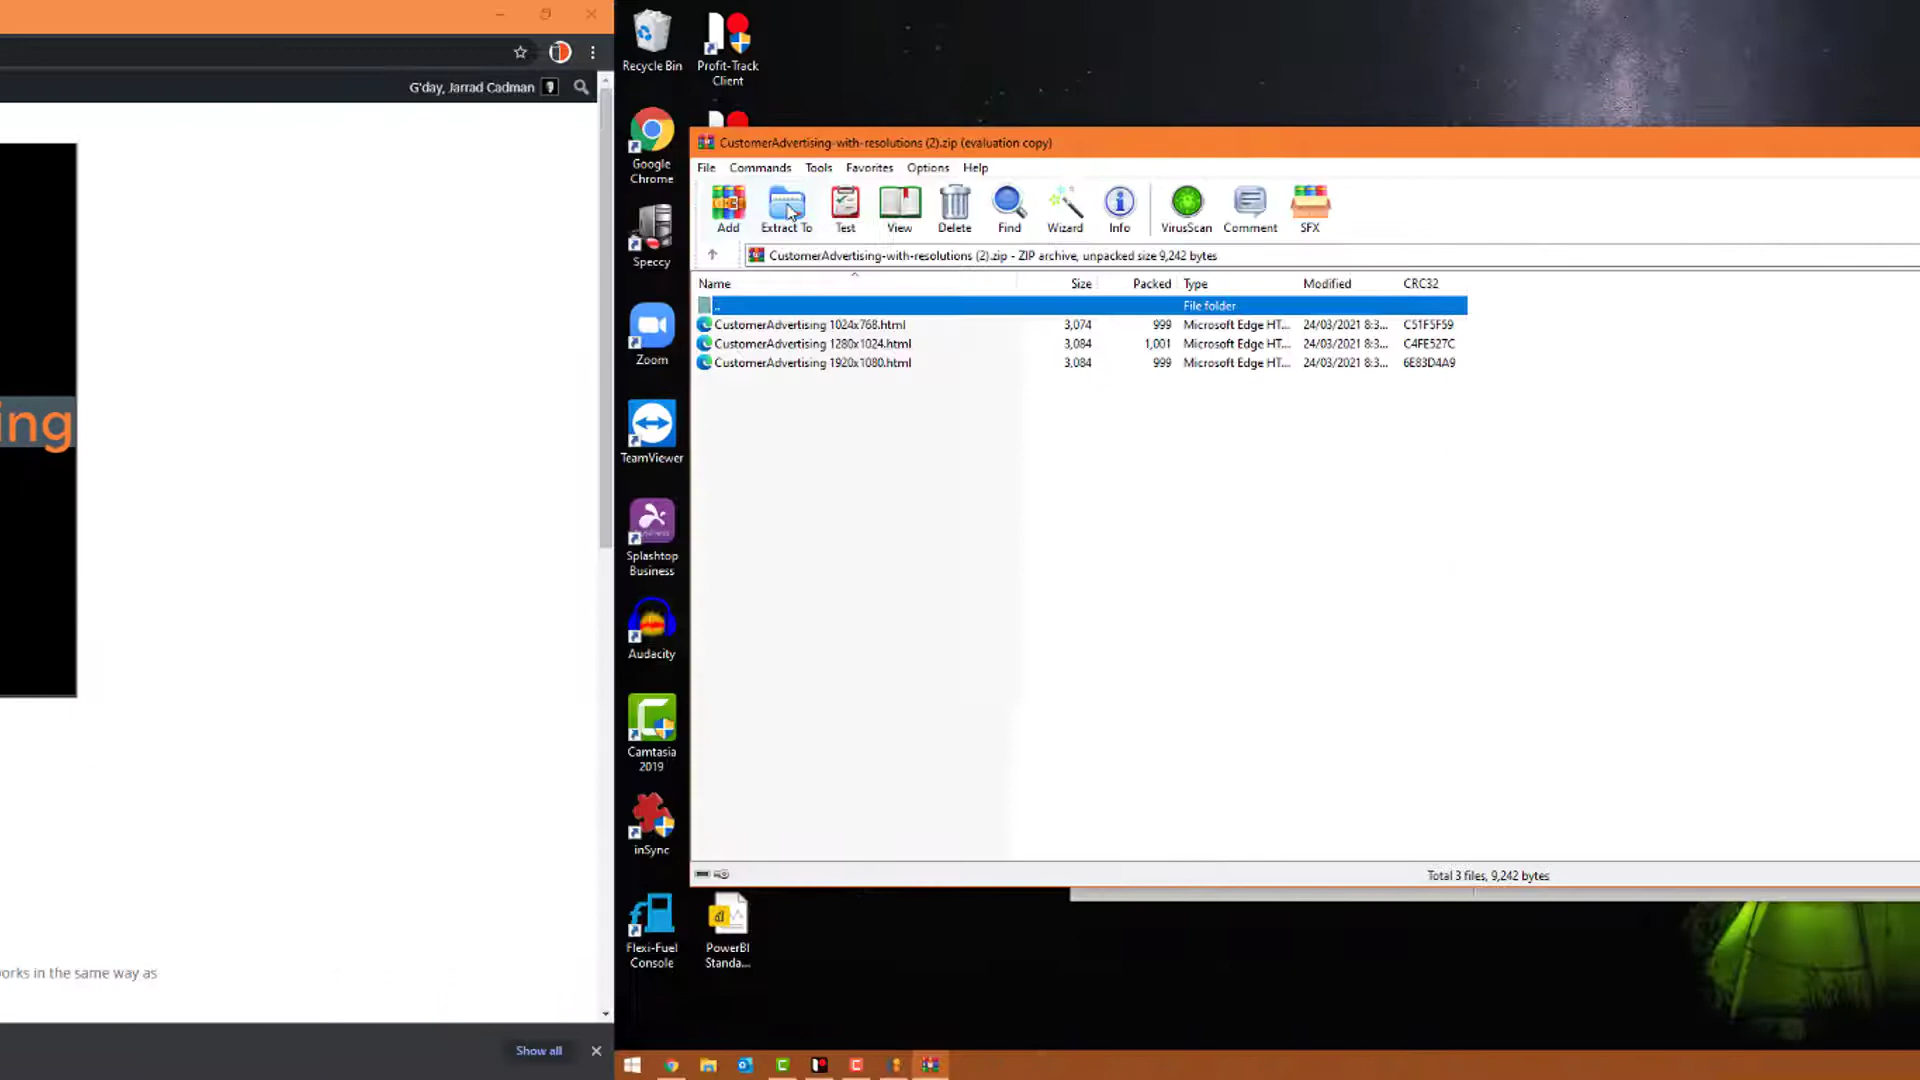 G'day, Jarrad Cadman
ing
orks in the same way as
Show all
Recycle Bin
Profit-Track
Client
Google
Chrome
Speccy
Zoom
TeamViewer
Splashtop
Business
Audacity
Camtasia
2019
inSync
Flexi-Fuel
Console
PowerBI
Standa...
CustomerAdvertising-with-resolutions (2).zip (evaluation copy)
File Commands Tools Favorites Options Help
Add Extract To Test View Delete Find Wizard Info VirusScan Comment SFX
CustomerAdvertising-with-resolutions (2).zip - ZIP archive, unpacked size 9,242 bytes
Name Size Packed Type Modified CRC32
.. File folder
CustomerAdvertising 1024x768.html 3,074 999 Microsoft Edge HT... 24/03/2021 8:3... C51F5F59
CustomerAdvertising 1280x1024.html 3,084 1,001 Microsoft Edge HT... 24/03/2021 8:3... C4FE527C
CustomerAdvertising 1920x1080.html 3,084 999 Microsoft Edge HT... 24/03/2021 8:3... 6E83D4A9
Total 3 files, 9,242 bytes